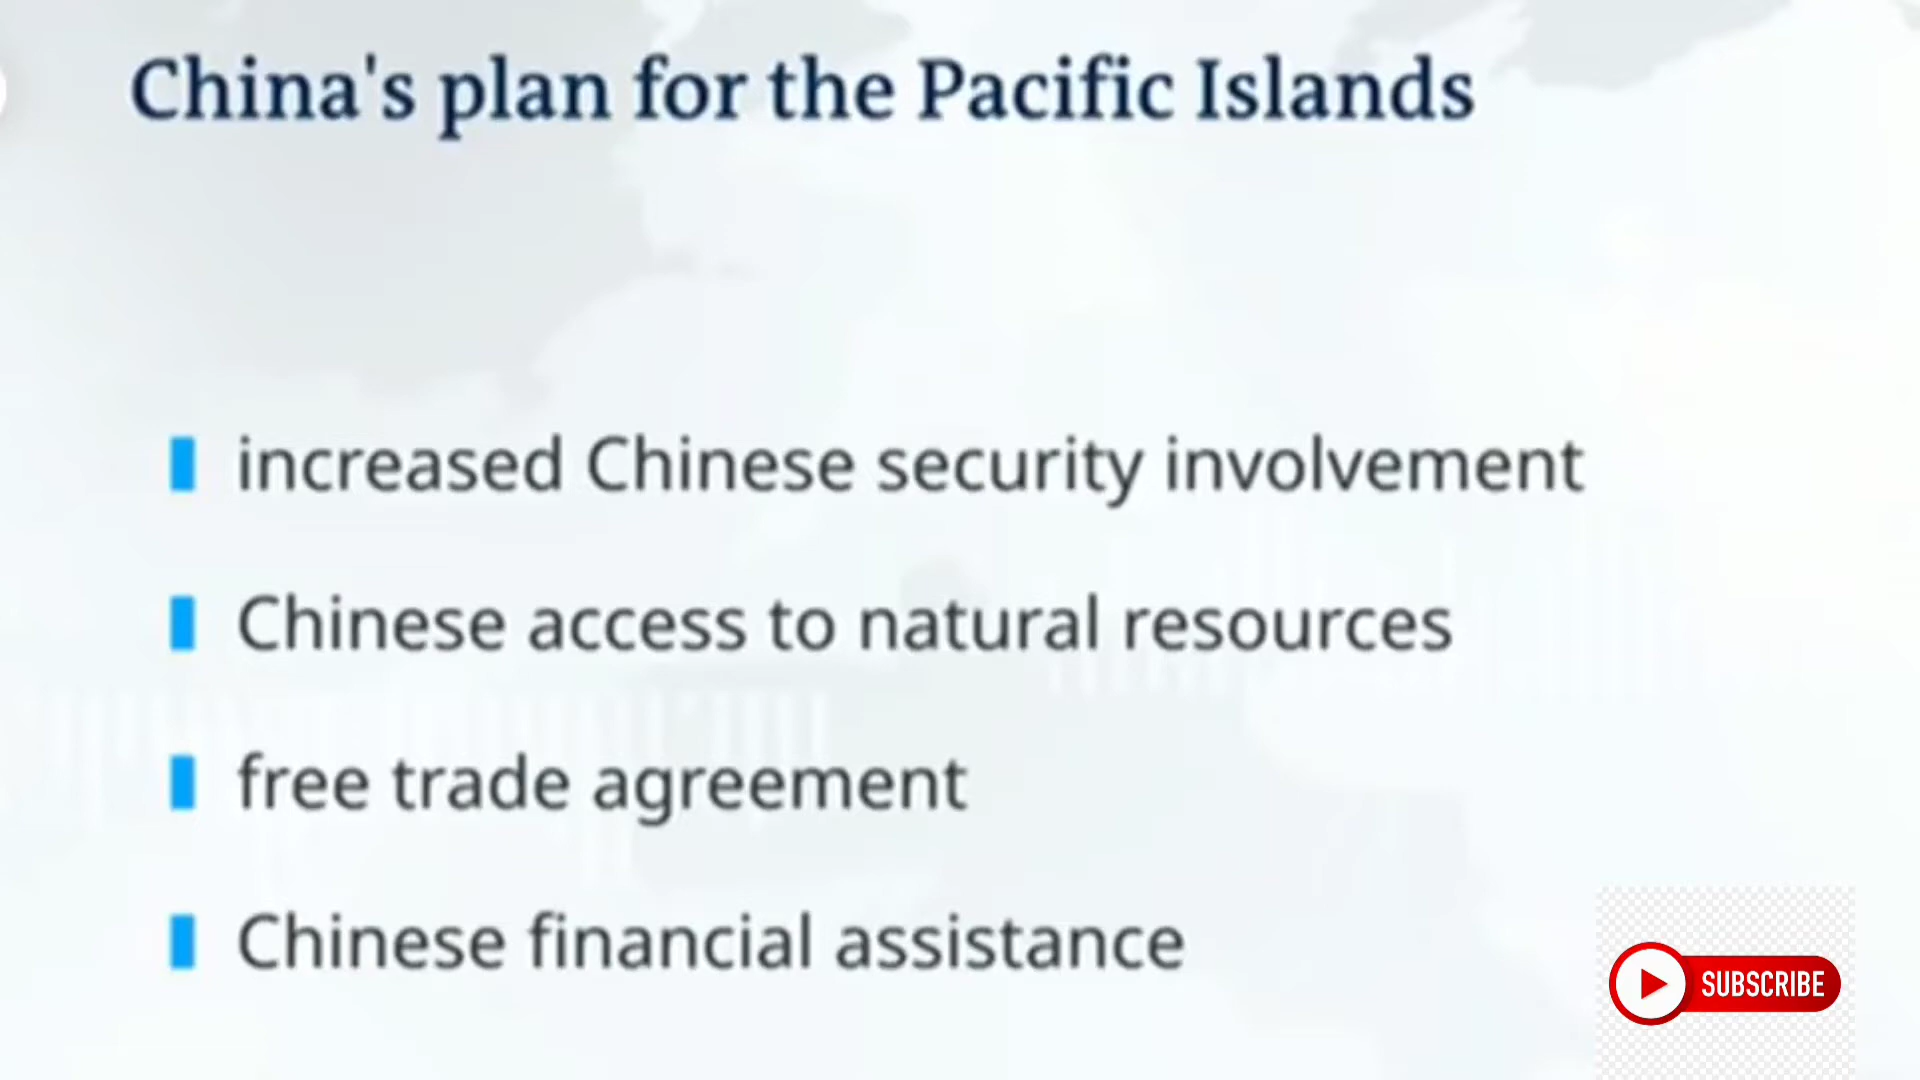 China's plan for the Pacific Islands
increased Chinese security involvement
Chinese access to natural resources
free trade agreement
Chinese financial assistance
SUBSCRIBE